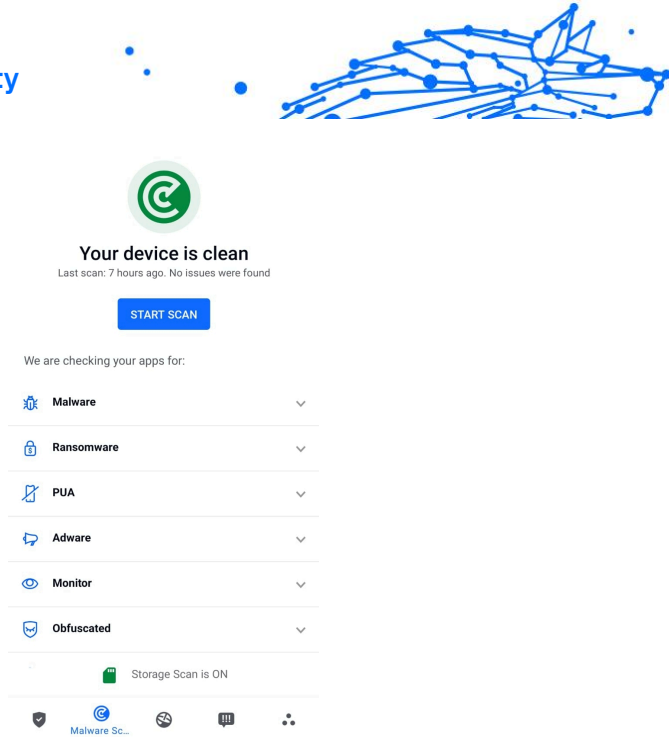 Your device is clean
Last scan: 7 hours ago. No issues were found
START SCAN
We are checking your apps for:
Malware
Ransomware
PUA
Adware
Monitor
Obfuscated
Storage Scan is ON
Malware Sc...